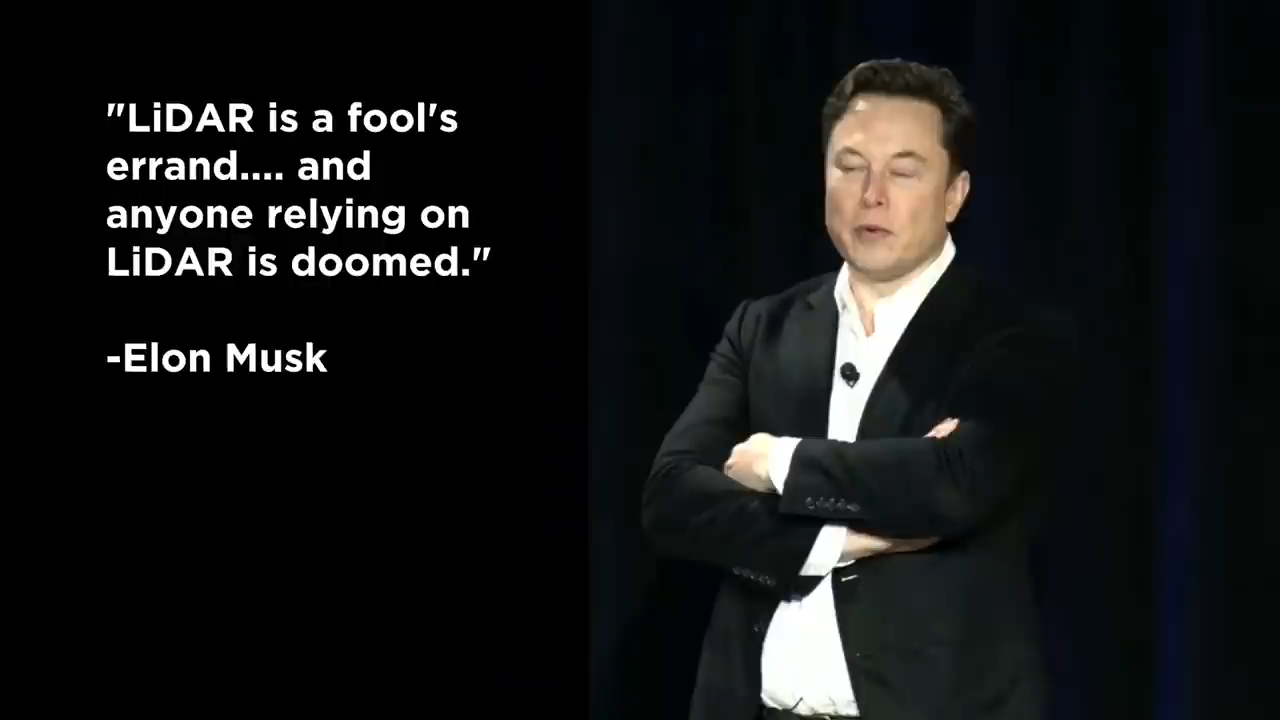 "LiDAR is a fool's
errand.... and
anyone relying on
LiDAR is doomed."
-Elon Musk